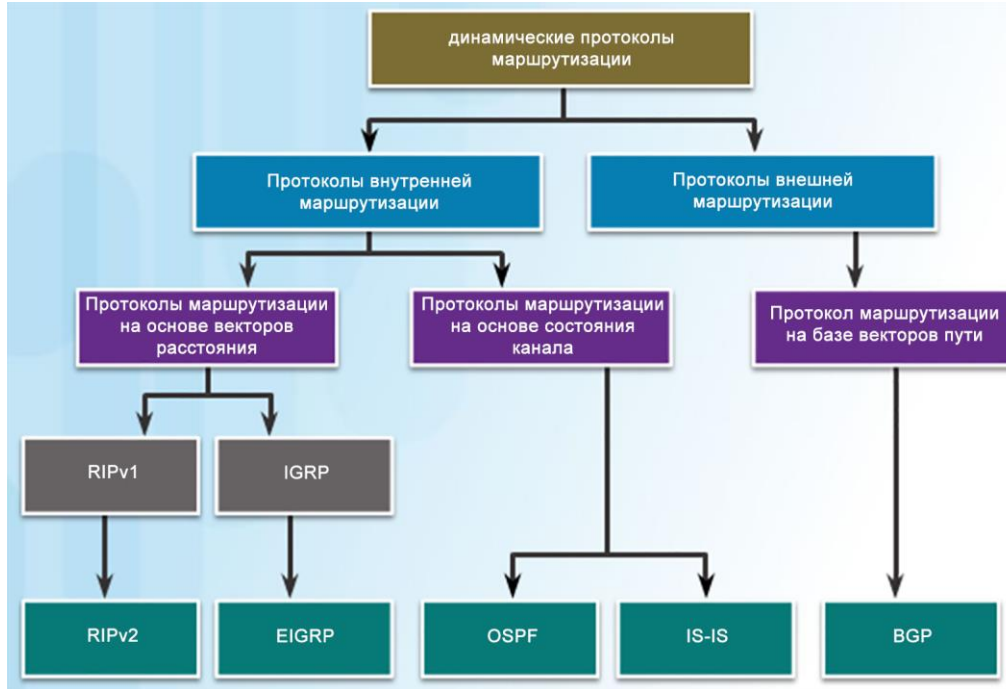 динамические протоколы
маршрутизации
Протоколы внутренней
маршрутизации
Протоколы внешней
маршрутизации
Протоколы маршрутизации
на основе векторов
расстояния
Протоколы маршрутизации
на основе состояния
канала
Протокол маршрутизации
на базе векторов пути
RIPv1
IGRP
RIPv2
EIGRP
OSPF
IS-IS
BGP